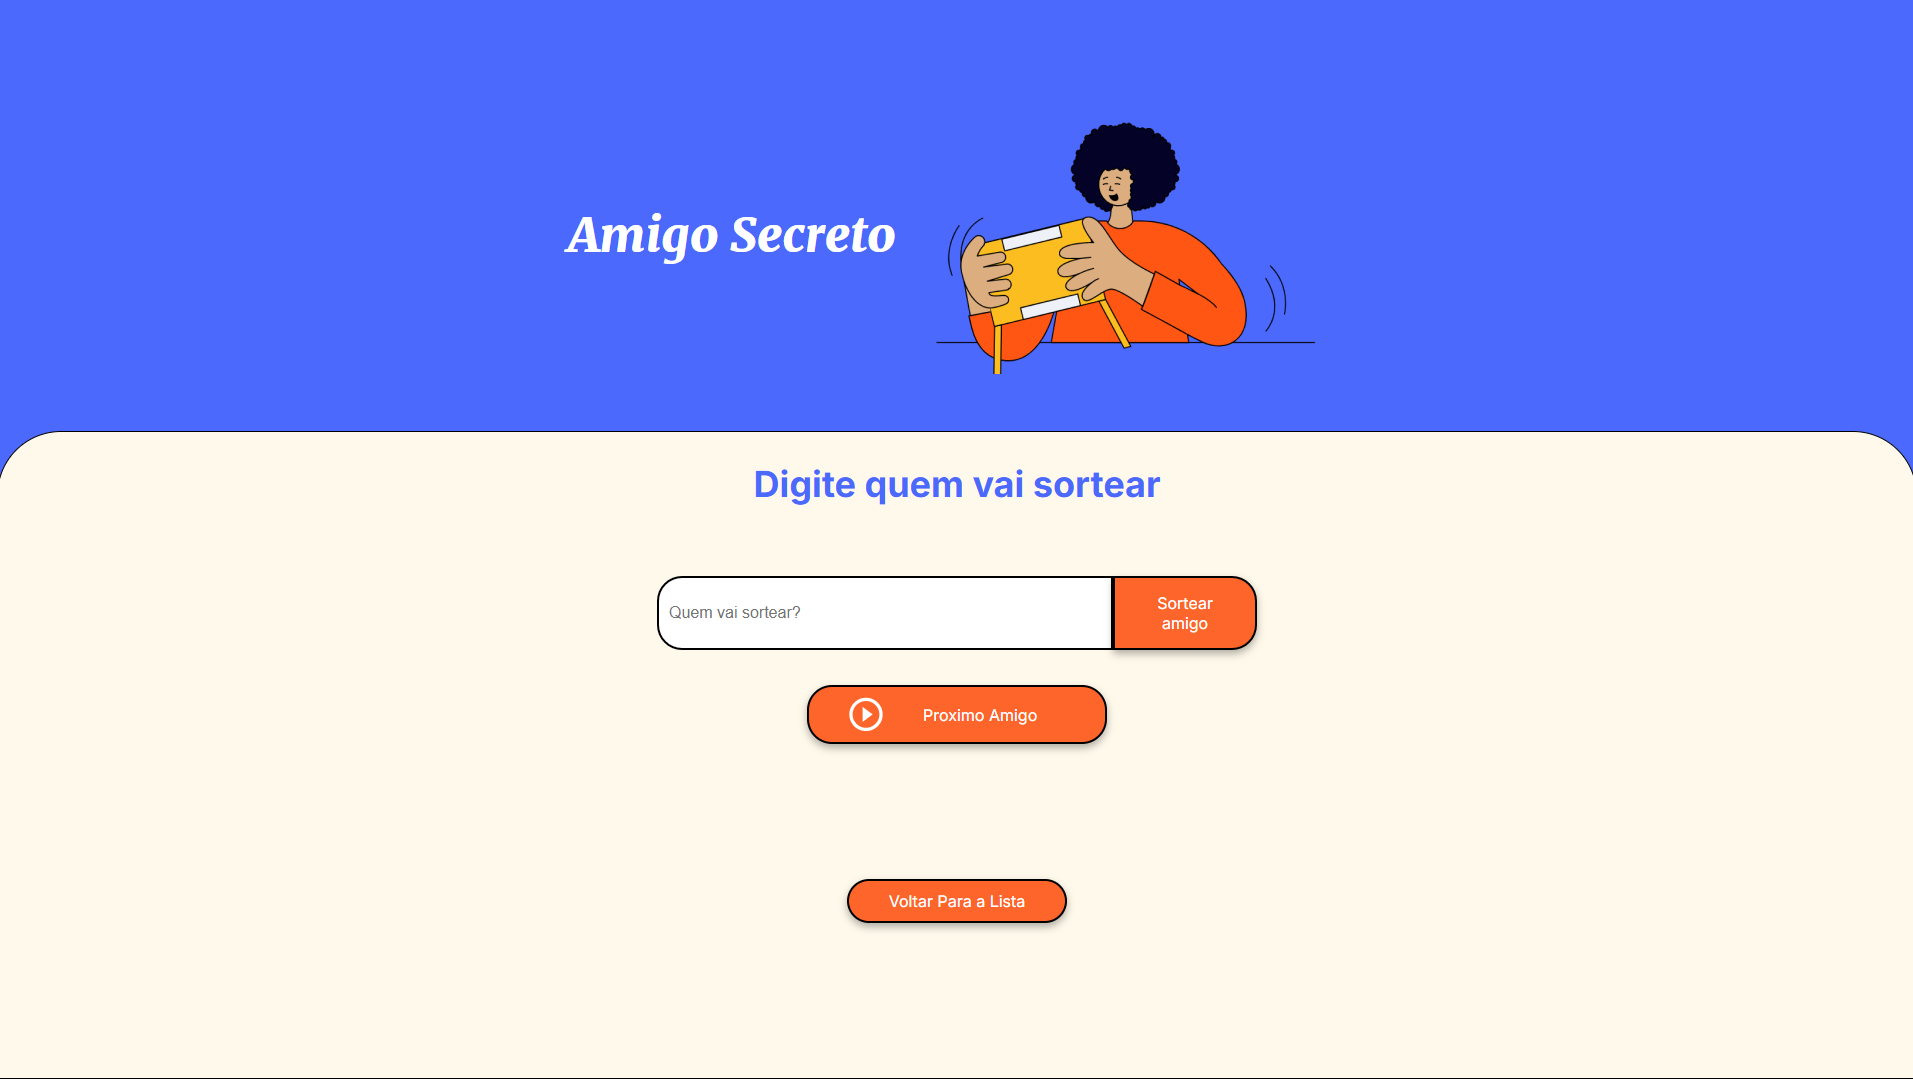 Amigo Secreto
Digite quem vai sortear
Quem vai sortear?
Sortear
amigo
Proximo Amigo
Voltar Para a Lista